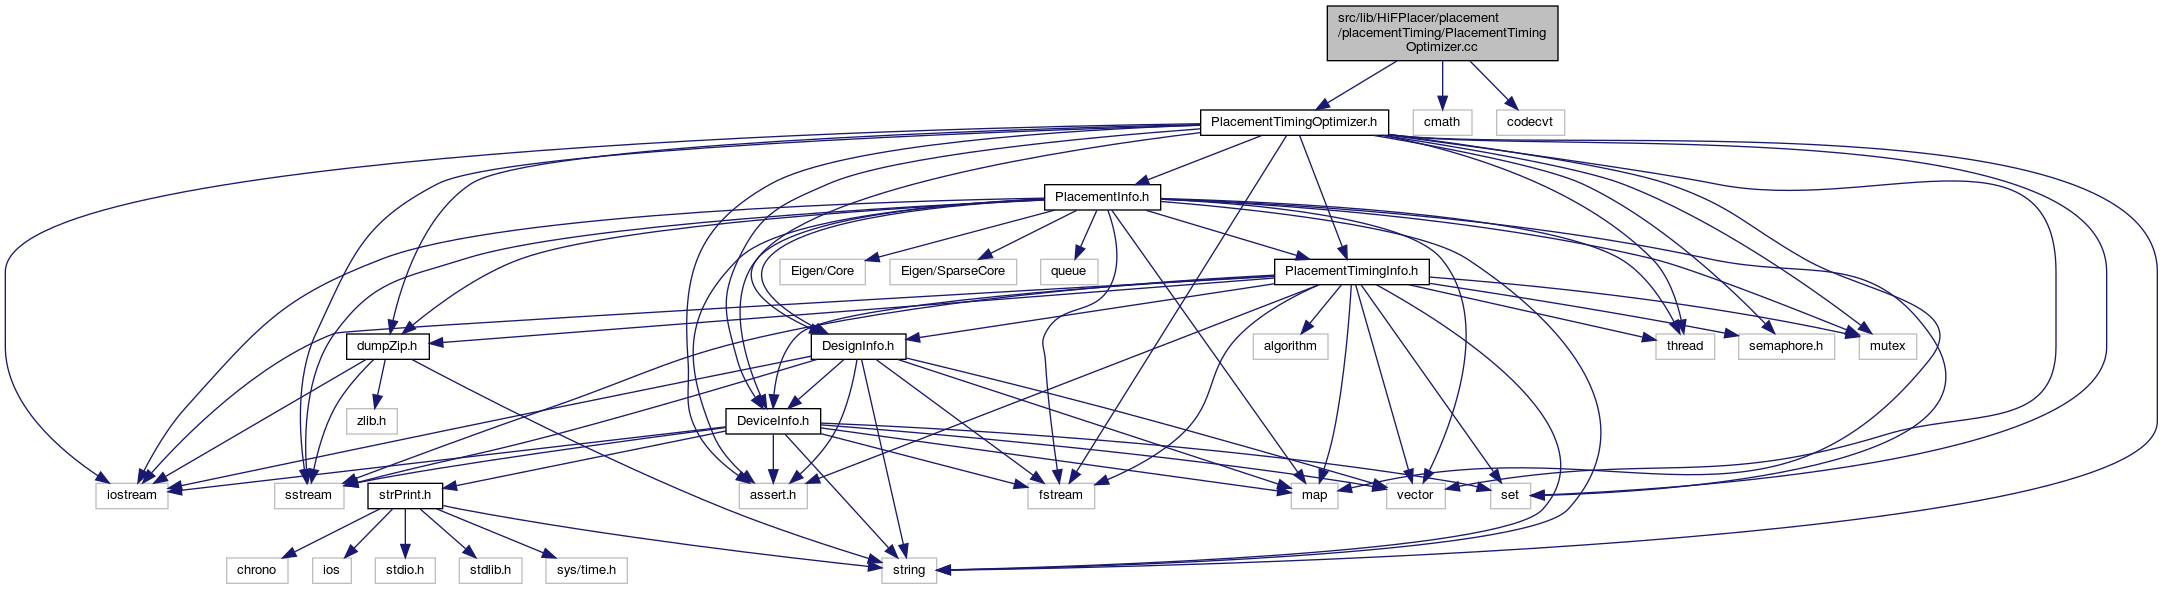 src/lib/HiFPlacer/placement
/placementTiming/PlacementTiming
Optimizer.cc
PlacementTimingOptimizer.h
cmath
codecvt
PlacementInfo.h
Eigen/Core
Eigen/SparseCore
queue
PlacementTimingInfo.h
dumpZip.h
DesignInfo.h
algorithm
thread
semaphore.h
mutex
zlib.h
DeviceInfo.h
iostream
sstream
strPrint.h
assert.h
fstream
map
vector
set
chrono
ios
stdio.h
stdlib.h
sys/time.h
string